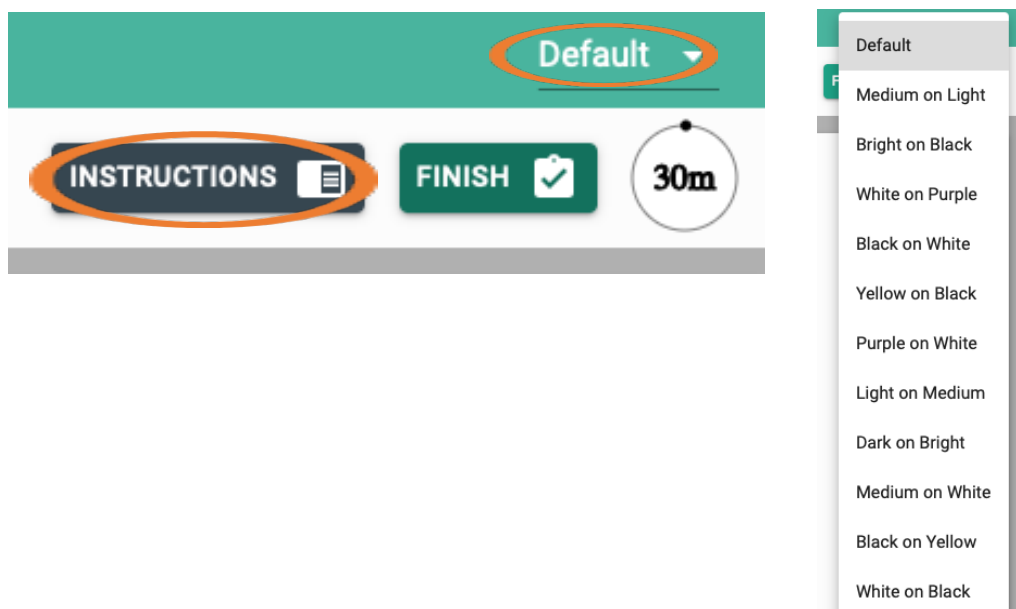 Default
INSTRUCTIONS FINISH 30m
Default
F
Medium on Light
Bright on Black
White on Purple
Black on White
Yellow on Black
Purple on White
Light on Medium
Dark on Bright
Medium on White
Black on Yellow
White on Black